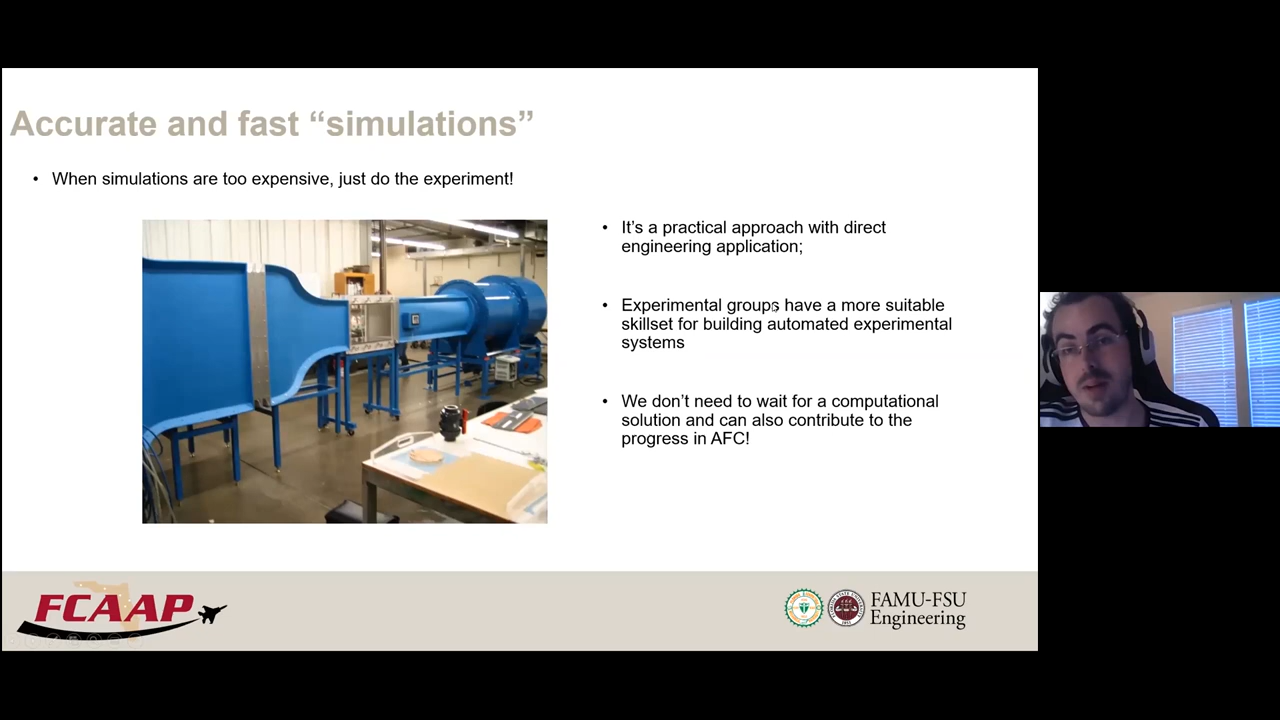 Accurate and fast “simulations”
• When simulations are too expensive, just do the experiment!
• It’s a practical approach with direct
engineering application;
• Experimental groups have a more suitable
skillset for building automated experimental
systems
• We don’t need to wait for a computational
solution and can also contribute to the
progress in AFC!
FCAAP
FAMU-FSU
Engineering